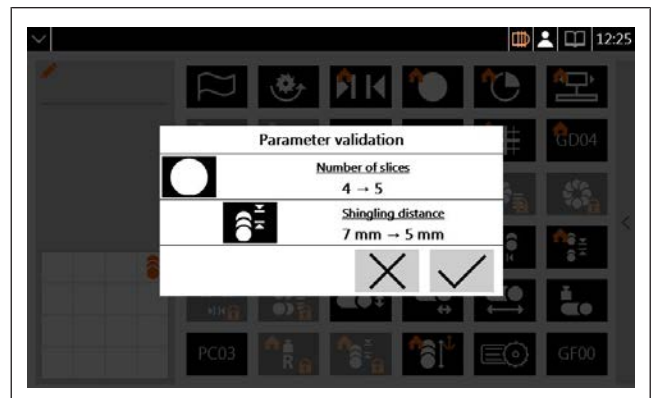 12:25
Parameter validation
Number of slices
4 → 5
Shingling distance
7 mm → 5 mm
GD04
R
PC03
GF00